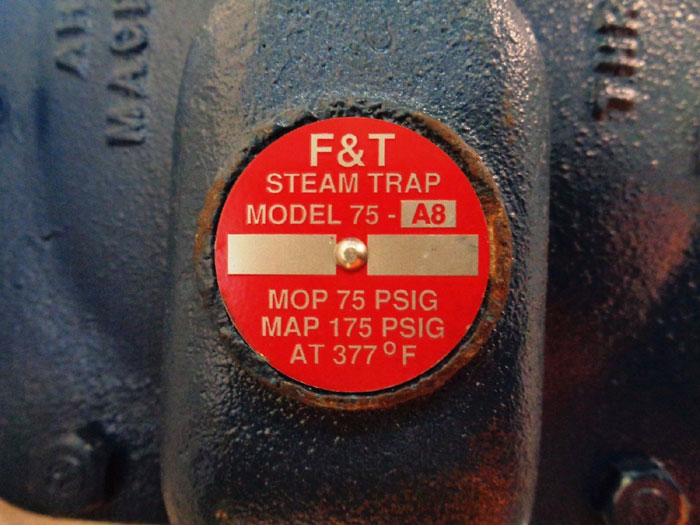 F&T
STEAM TRAP
MODEL 75 - A8
MOP 75 PSIG
MAP 175 PSIG
AT 377 °F